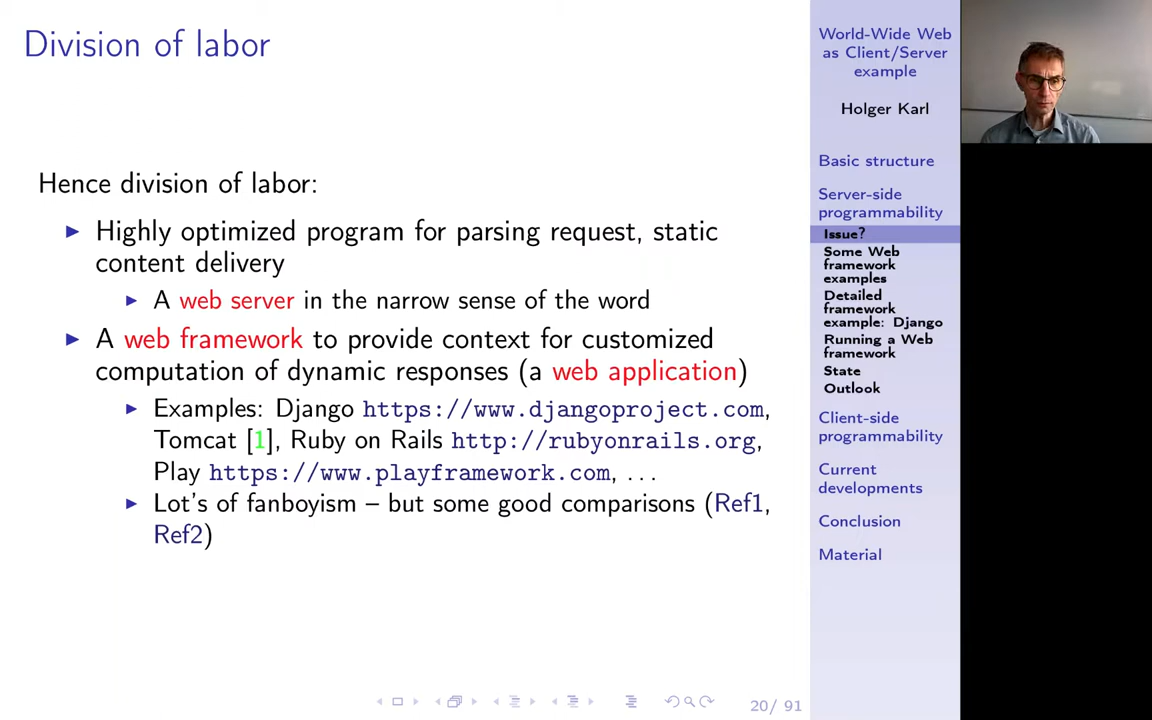 Division of labor
Hence division of labor:
Highly optimized program for parsing request, static
content delivery
A web server in the narrow sense of the word
A web framework to provide context for customized
computation of dynamic responses (a web application)
Examples: Django https://www.djangoproject.com,
Tomcat [1], Ruby on Rails http://rubyonrails.org,
Play https://www.playframework.com, ...
Lot's of fanboyism – but some good comparisons (Ref1,
Ref2)
World-Wide Web
as Client/Server
example
Holger Karl
Basic structure
Server-side
programmability
Issue?
Some Web
framework
examples
Detailed
framework
example: Django
Running a Web
framework
State
Outlook
Client-side
programmability
Current
developments
Conclusion
Material
20/ 91